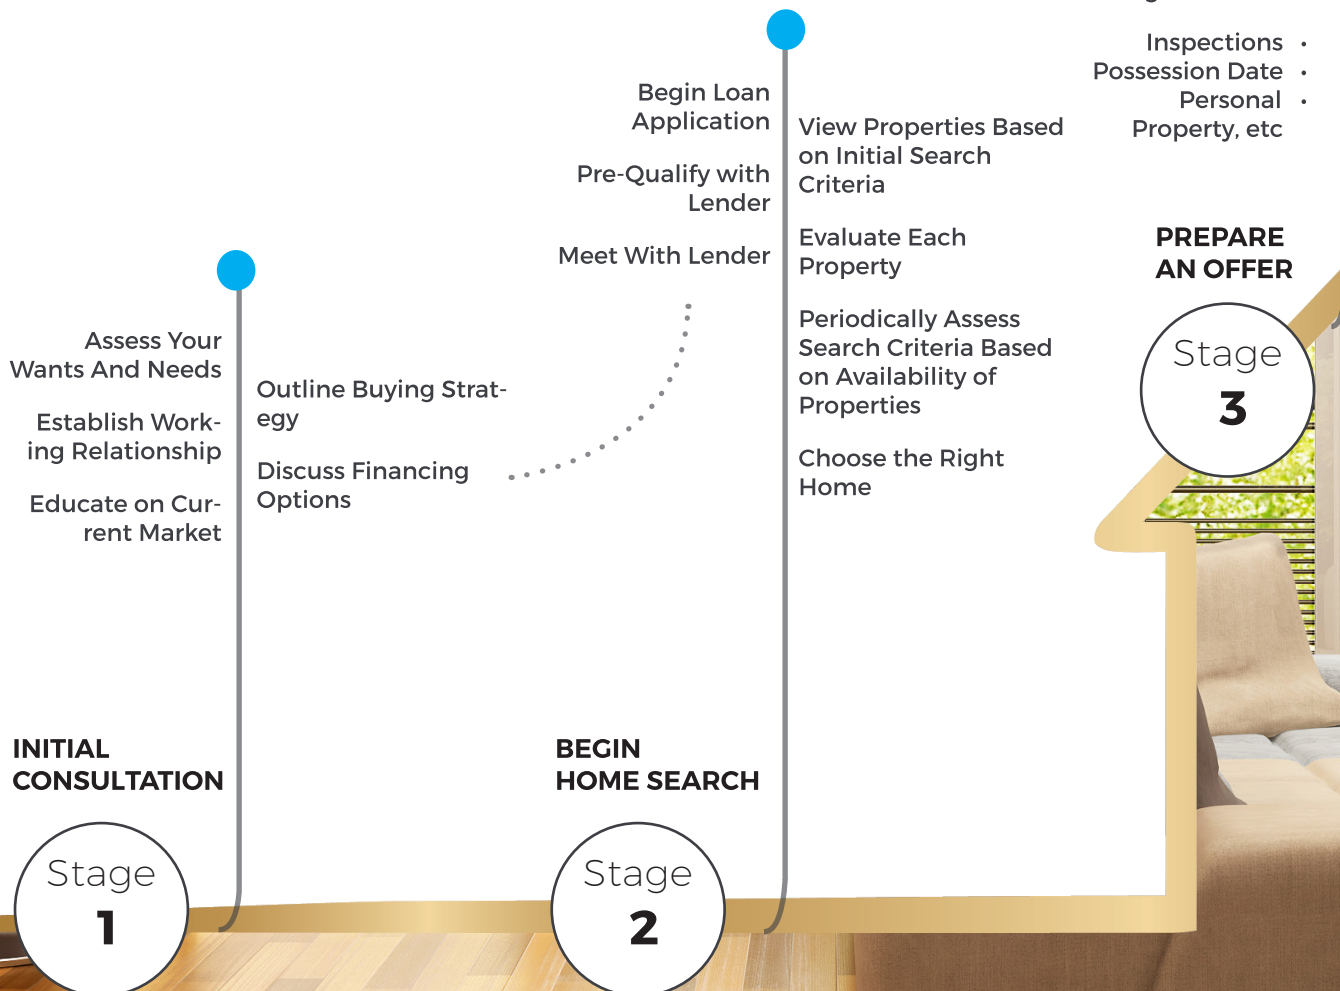 Assess Your
Wants And Needs
Establish Work-
ing Relationship
Educate on Cur-
rent Market
Outline Buying Strat-
egy
Discuss Financing
Options
INITIAL
CONSULTATION
Stage
1
Begin Loan
Application
Pre-Qualify with
Lender
Meet With Lender
View Properties Based
on Initial Search
Criteria
Evaluate Each
Property
Periodically Assess
Search Criteria Based
on Availability of
Properties
Choose the Right
Home
BEGIN
HOME SEARCH
Stage
2
Inspections •
Possession Date •
Personal •
Property, etc
PREPARE
AN OFFER
Stage
3